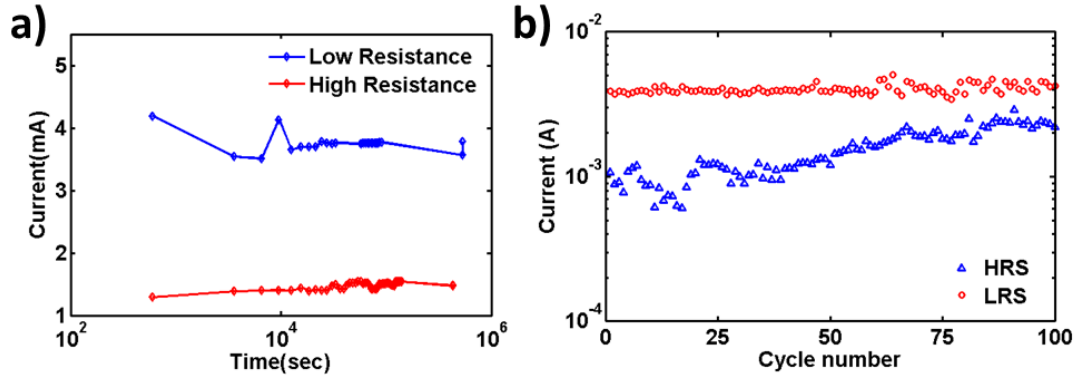 a)
Current(mA)
5
4
3
2
1
Low Resistance
High Resistance
10^2
10^4
10^6
Time(sec)
b)
Current (A)
10^-2
10^-3
10^-4
HRS
LRS
0
25
50
75
100
Cycle number